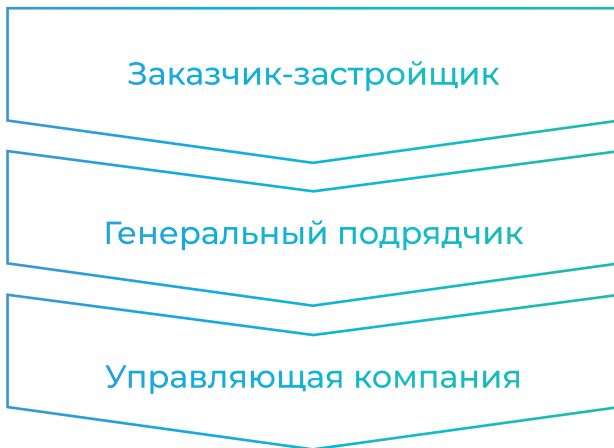 Заказчик-застройщик
Генеральный подрядчик
Управляющая компания